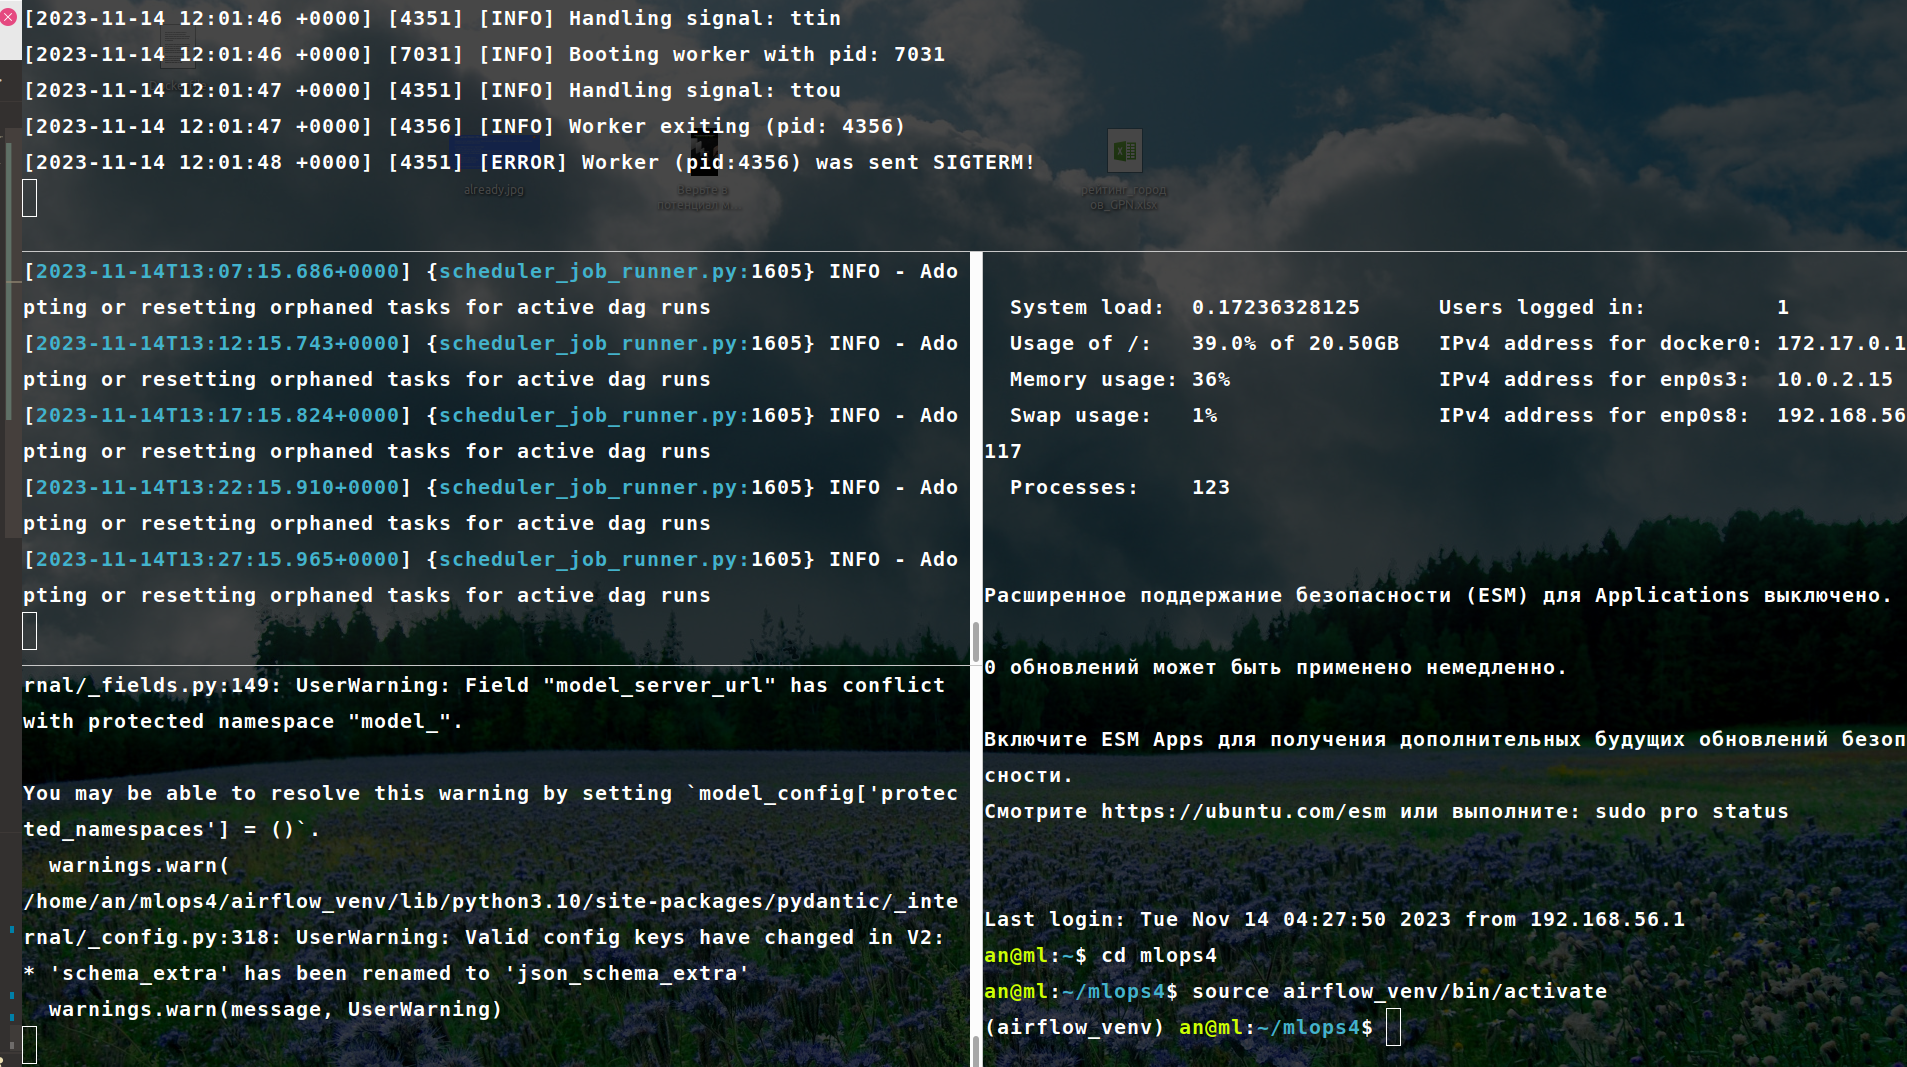 [2023-11-14 12:01:46 +0000] [4351] [INFO] Handling signal: ttin
[2023-11-14 12:01:46 +0000] [7031] [INFO] Booting worker with pid: 7031
[2023-11-14 12:01:47 +0000] [4351] [INFO] Handling signal: ttou
[2023-11-14 12:01:47 +0000] [4356] [INFO] Worker exiting (pid: 4356)
[2023-11-14 12:01:48 +0000] [4351] [ERROR] Worker (pid:4356) was sent SIGTERM!
already.jpg
Верьте в
потенциал м...
рейтинг_город
ов_CPN.xlsx
[2023-11-14T13:07:15.686+0000] {scheduler_job_runner.py:1605} INFO - Ado
pting or resetting orphaned tasks for active dag runs
[2023-11-14T13:12:15.743+0000] {scheduler_job_runner.py:1605} INFO - Ado
pting or resetting orphaned tasks for active dag runs
[2023-11-14T13:17:15.824+0000] {scheduler_job_runner.py:1605} INFO - Ado
pting or resetting orphaned tasks for active dag runs
[2023-11-14T13:22:15.910+0000] {scheduler_job_runner.py:1605} INFO - Ado
pting or resetting orphaned tasks for active dag runs
[2023-11-14T13:27:15.965+0000] {scheduler_job_runner.py:1605} INFO - Ado
pting or resetting orphaned tasks for active dag runs
rnal/_fields.py:149: UserWarning: Field "model_server_url" has conflict
with protected namespace "model_".
You may be able to resolve this warning by setting `model_config['protec
ted_namespaces'] = ()`.
warnings.warn(
/home/an/mlops4/airflow_venv/lib/python3.10/site-packages/pydantic/_inte
rnal/_config.py:318: UserWarning: Valid config keys have changed in V2:
* 'schema_extra' has been renamed to 'json_schema_extra'
warnings.warn(message, UserWarning)
System load: 0.17236328125 Users logged in: 1
Usage of /: 39.0% of 20.50GB IPv4 address for docker0: 172.17.0.1
Memory usage: 36% IPv4 address for enp0s3: 10.0.2.15
Swap usage: 1% IPv4 address for enp0s8: 192.168.56
117
Processes: 123
Расширенное поддержание безопасности (ESM) для Applications выключено.
0 обновлений может быть применено немедленно.
Включите ESM Apps для получения дополнительных будущих обновлений безоп
сности.
Смотрите https://ubuntu.com/esm или выполните: sudo pro status
Last login: Tue Nov 14 04:27:50 2023 from 192.168.56.1
an@ml:~$ cd mlops4
an@ml:~/mlops4$ source airflow_venv/bin/activate
(airflow_venv) an@ml:~/mlops4$